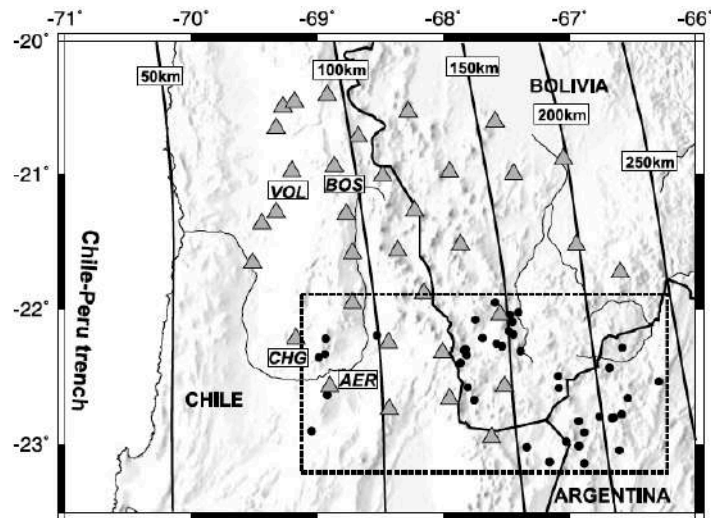 -71° -70° -69° -68° -67° -66°
-20°
50km
100km
150km
BOLIVIA
200km
-21°
250km
VOL
BOS
Chile-Peru trench
-22°
CHG
AER
CHILE
-23°
ARGENTINA